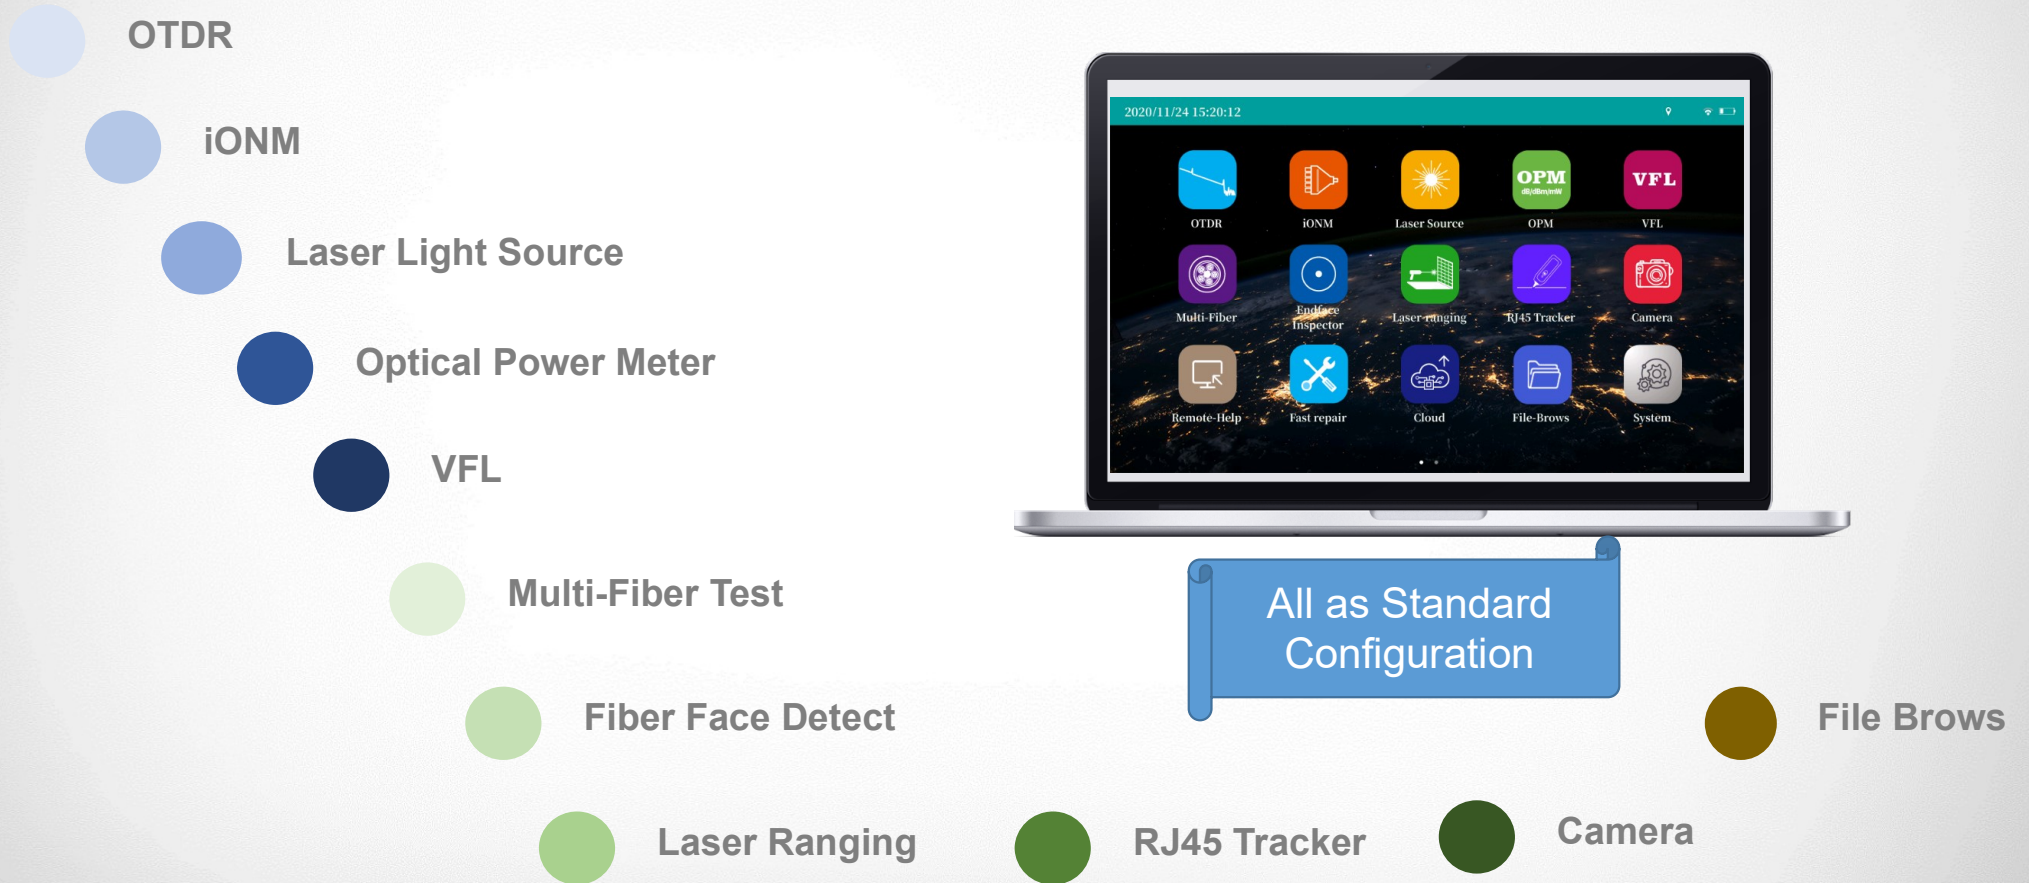 OTDR
iONM
Laser Light Source
Optical Power Meter
VFL
Multi-Fiber Test
Fiber Face Detect
Laser Ranging
RJ45 Tracker
Camera
File Brows
2020/11/24 15:20:12
OPM
dB/dBm/mW
VFL
OTDR
iONM
Laser Source
OPM
VFL
Multi-Fiber
Endface
Inspector
Laser-ranging
RJ45 Tracker
Camera
Remote-Help
Fast repair
Cloud
File-Brows
System
All as Standard
Configuration